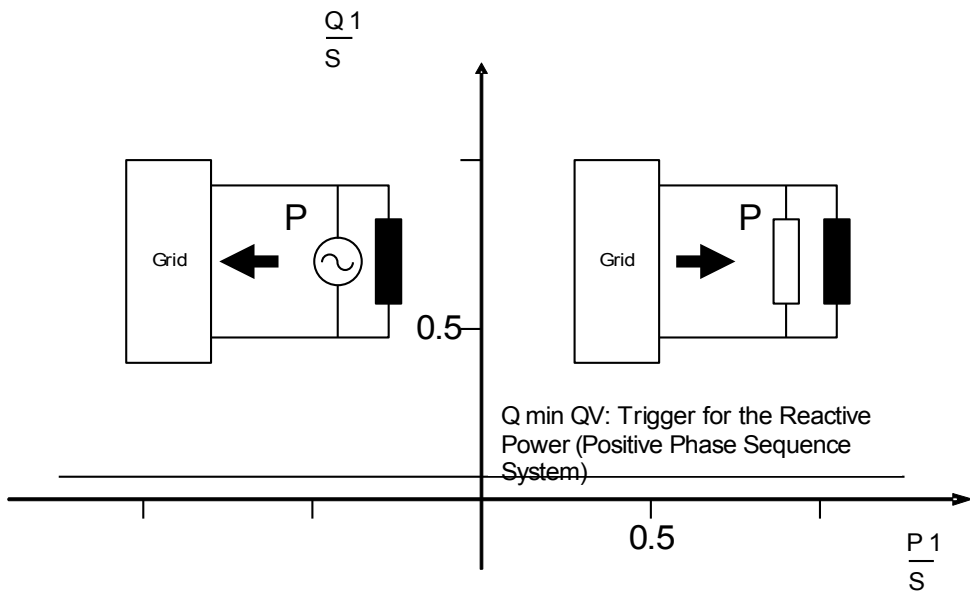 Q 1
S
P
P
Grid
Grid
0.5
Q min QV: Trigger for the Reactive
Power (Positive Phase Sequence
System)
0.5
P 1
S